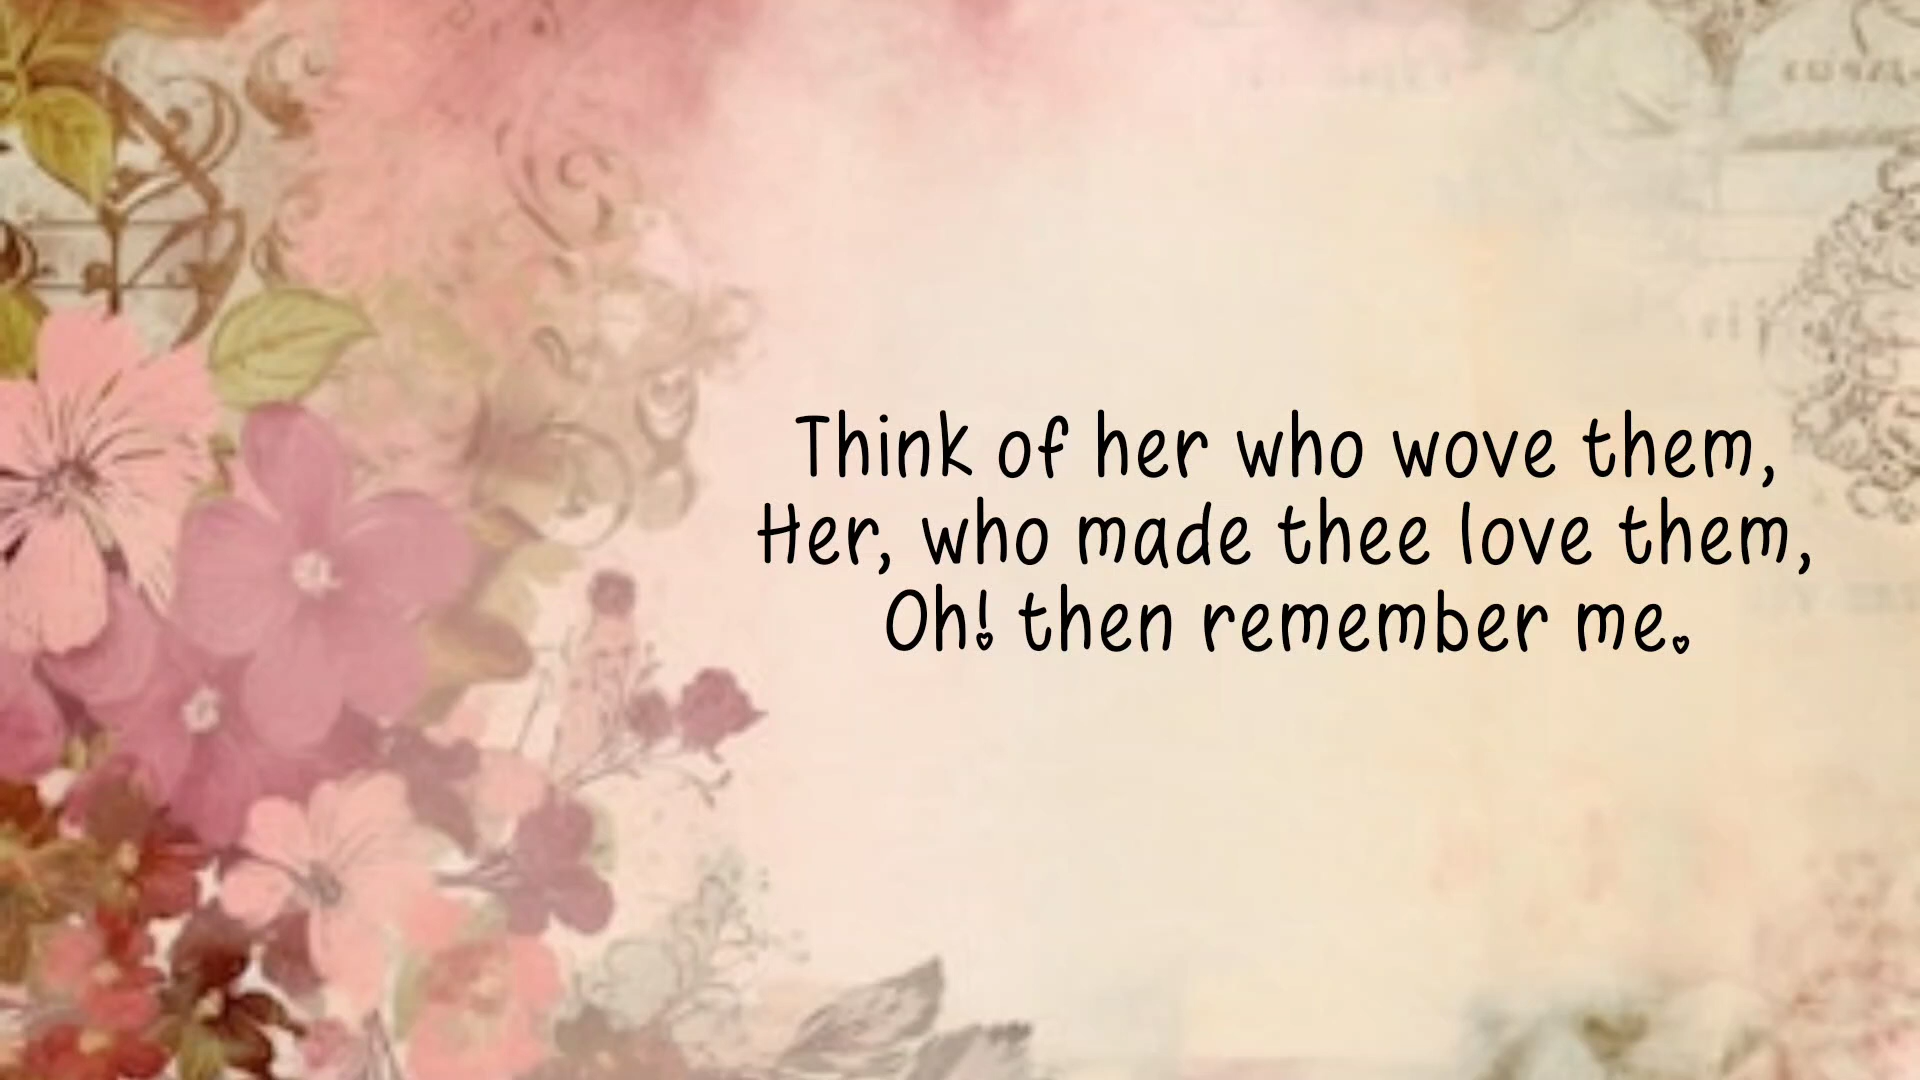 Think of her who wove them,
Her, who made thee love them,
Oh! then remember me.